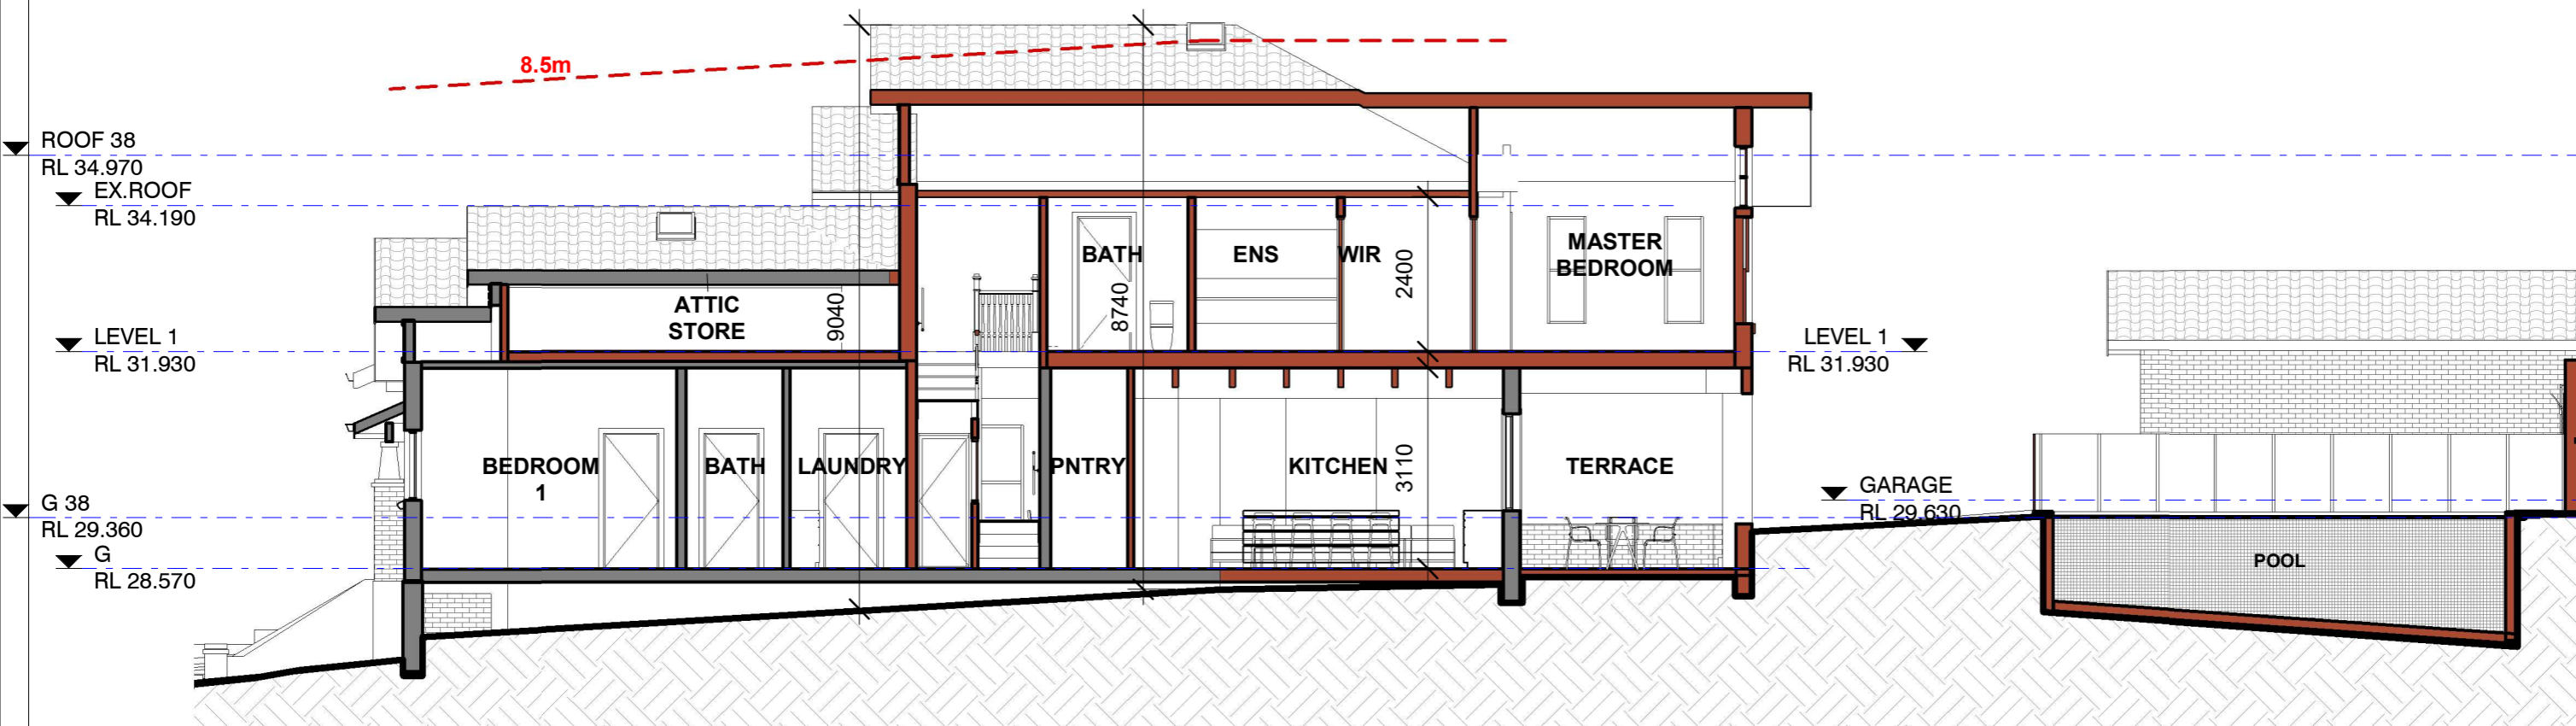 8.5m
ROOF 38
RL 34.970
EX.ROOF
RL 34.190
BATH
ENS
WIR
MASTER
BEDROOM
2400
8740
9040
ATTIC
STORE
LEVEL 1
RL 31.930
LEVEL 1
RL 31.930
BEDROOM
1
BATH
LAUNDRY
PNTRY
KITCHEN
3110
TERRACE
GARAGE
RL 29.630
G 38
RL 29.360
G
RL 28.570
POOL